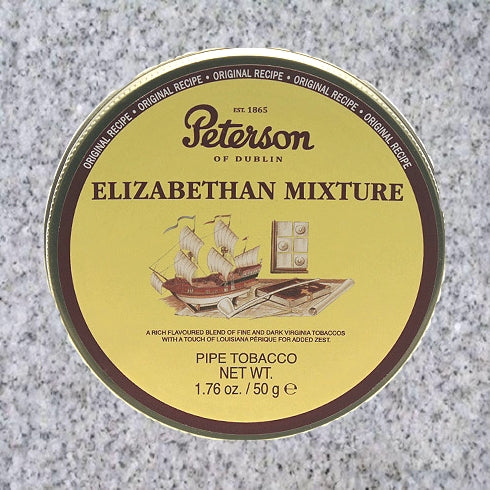 ORIGINAL RECIPE • ORIGINAL RECIPE • ORIGINAL RECIPE • ORIGINAL RECIPE • ORIGINAL RECIPE
EST. 1865
Peterson
OF DUBLIN
ELIZABETHAN MIXTURE
A RICH FLAVOURED BLEND OF FINE AND DARK VIRGINIA TOBACCOS
WITH A TOUCH OF LOUISIANA PÉRIQUE FOR ADDED ZEST.
PIPE TOBACCO
NET WT.
1.76 oz. / 50 g ℮